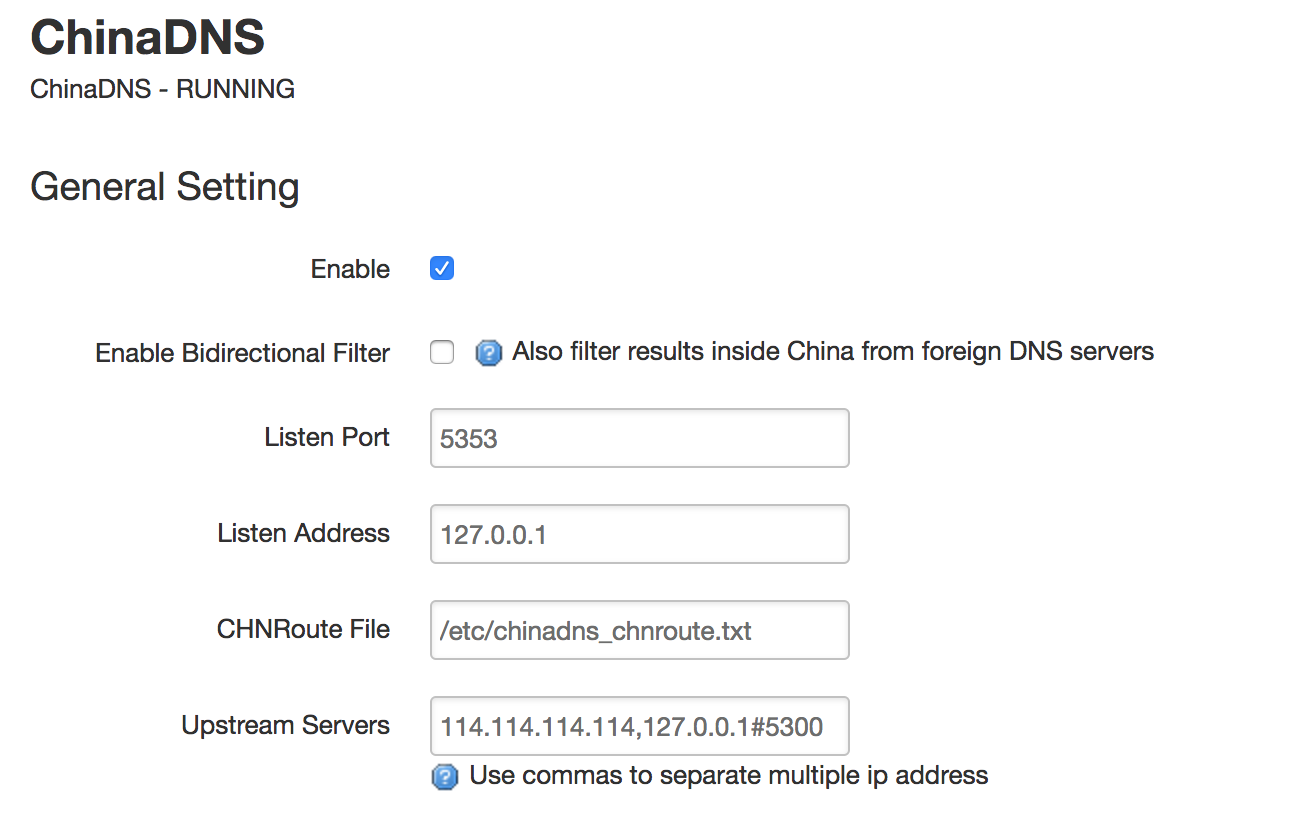 ChinaDNS
ChinaDNS - RUNNING
General Setting
Enable
Enable Bidirectional Filter ? Also filter results inside China from foreign DNS servers
Listen Port 5353
Listen Address 127.0.0.1
CHNRoute File /etc/chinadns_chnroute.txt
Upstream Servers 114.114.114.114,127.0.0.1#5300
? Use commas to separate multiple ip address